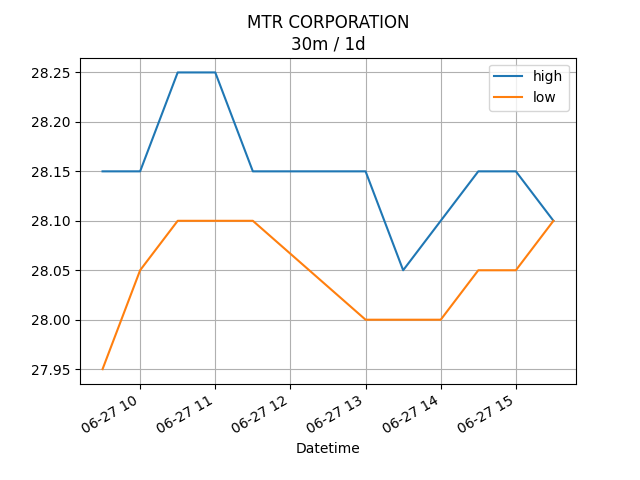 MTR CORPORATION
30m / 1d
high
low
28.25
28.20
28.15
28.10
28.05
28.00
27.95
06-27 10
06-27 11
06-27 12
06-27 13
06-27 14
06-27 15
Datetime